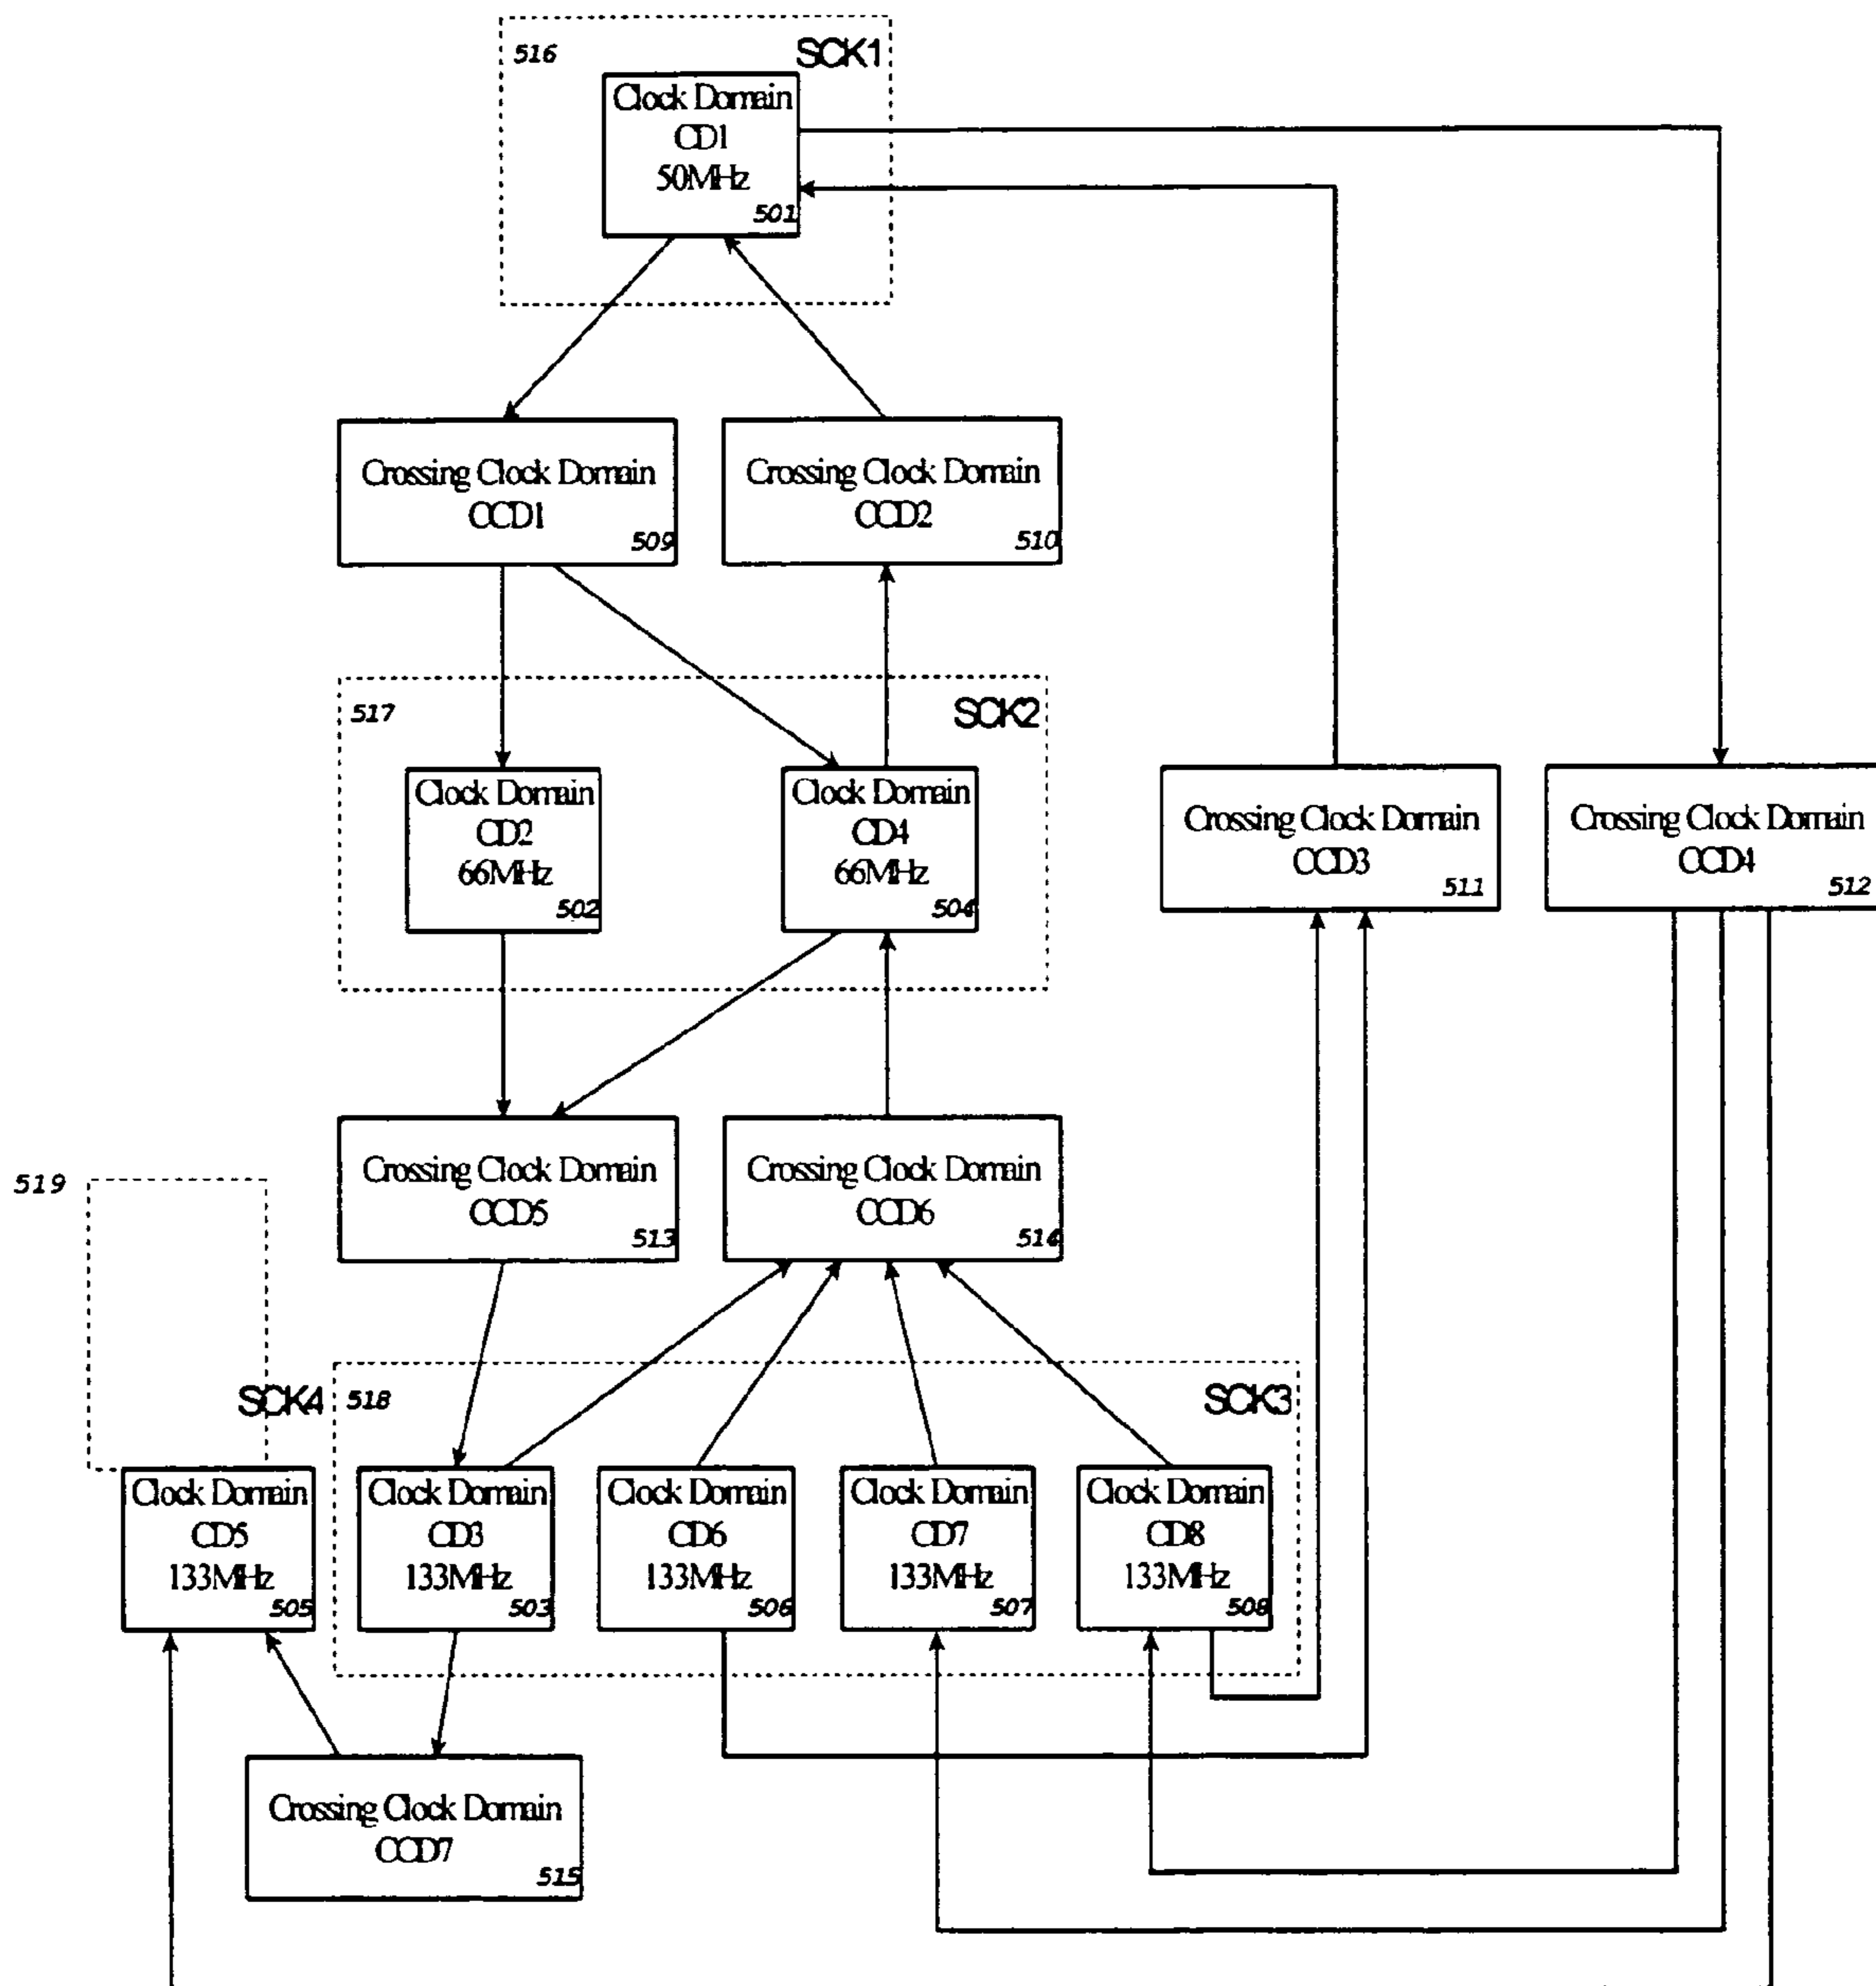 516
SCK1
Clock Domain
CD1
50MHz
501
Crossing Clock Domain
CCD1
509
Crossing Clock Domain
CCD2
510
517
SCK2
Clock Domain
CD2
66MHz
502
Clock Domain
CD4
66MHz
504
Crossing Clock Domain
CCD3
511
Crossing Clock Domain
CCD4
512
Crossing Clock Domain
CCD5
513
Crossing Clock Domain
CCD6
514
519
SCK4
518
SCK3
Clock Domain
CD5
133MHz
505
Clock Domain
CD3
133MHz
503
Clock Domain
CD6
133MHz
506
Clock Domain
CD7
133MHz
507
Clock Domain
CD8
133MHz
508
Crossing Clock Domain
CCD7
515